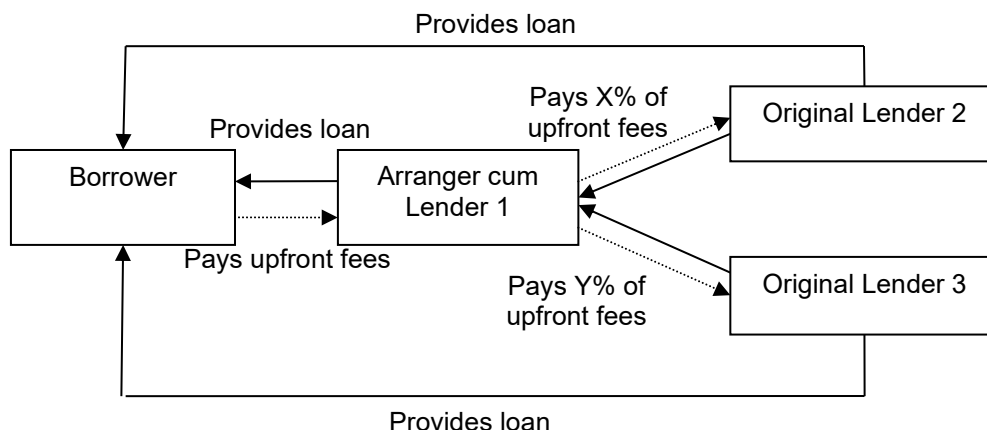 Provides loan
Pays X% of
upfront fees
Original Lender 2
Provides loan
Borrower
Arranger cum
Lender 1
Pays upfront fees
Pays Y% of
upfront fees
Original Lender 3
Provides loan